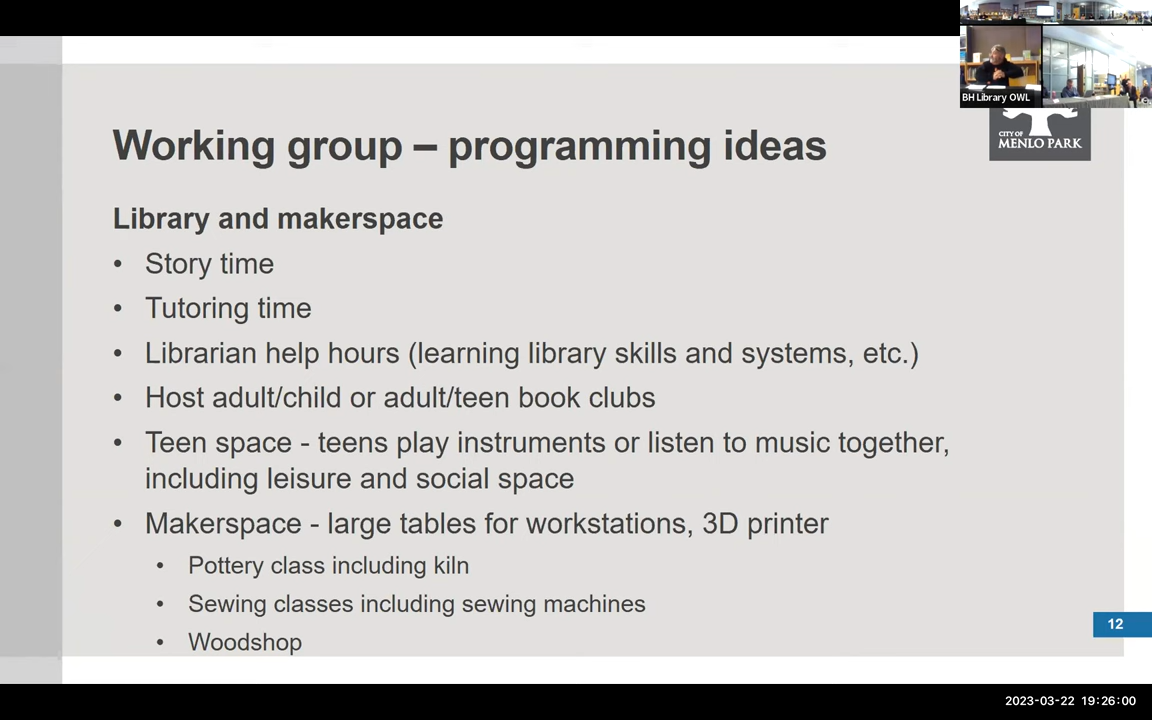 BH Library OWL
CITY OF
MENLO PARK
Working group – programming ideas
Library and makerspace
• Story time
• Tutoring time
• Librarian help hours (learning library skills and systems, etc.)
• Host adult/child or adult/teen book clubs
• Teen space - teens play instruments or listen to music together,
including leisure and social space
• Makerspace - large tables for workstations, 3D printer
• Pottery class including kiln
• Sewing classes including sewing machines
• Woodshop
12
2023-03-22 19:26:00